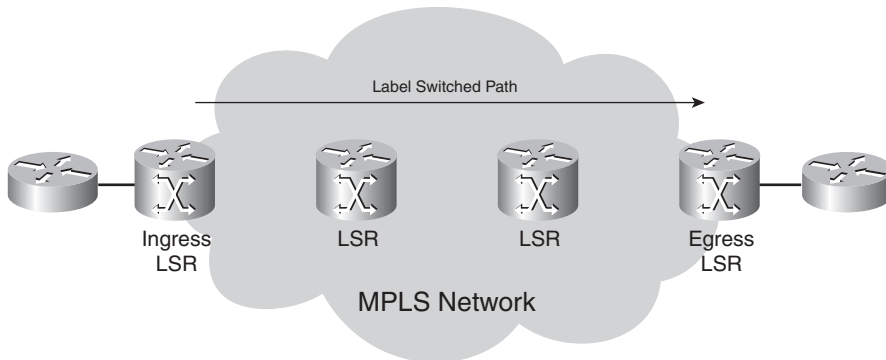 Label Switched Path
Ingress
LSR
LSR
LSR
Egress
LSR
MPLS Network